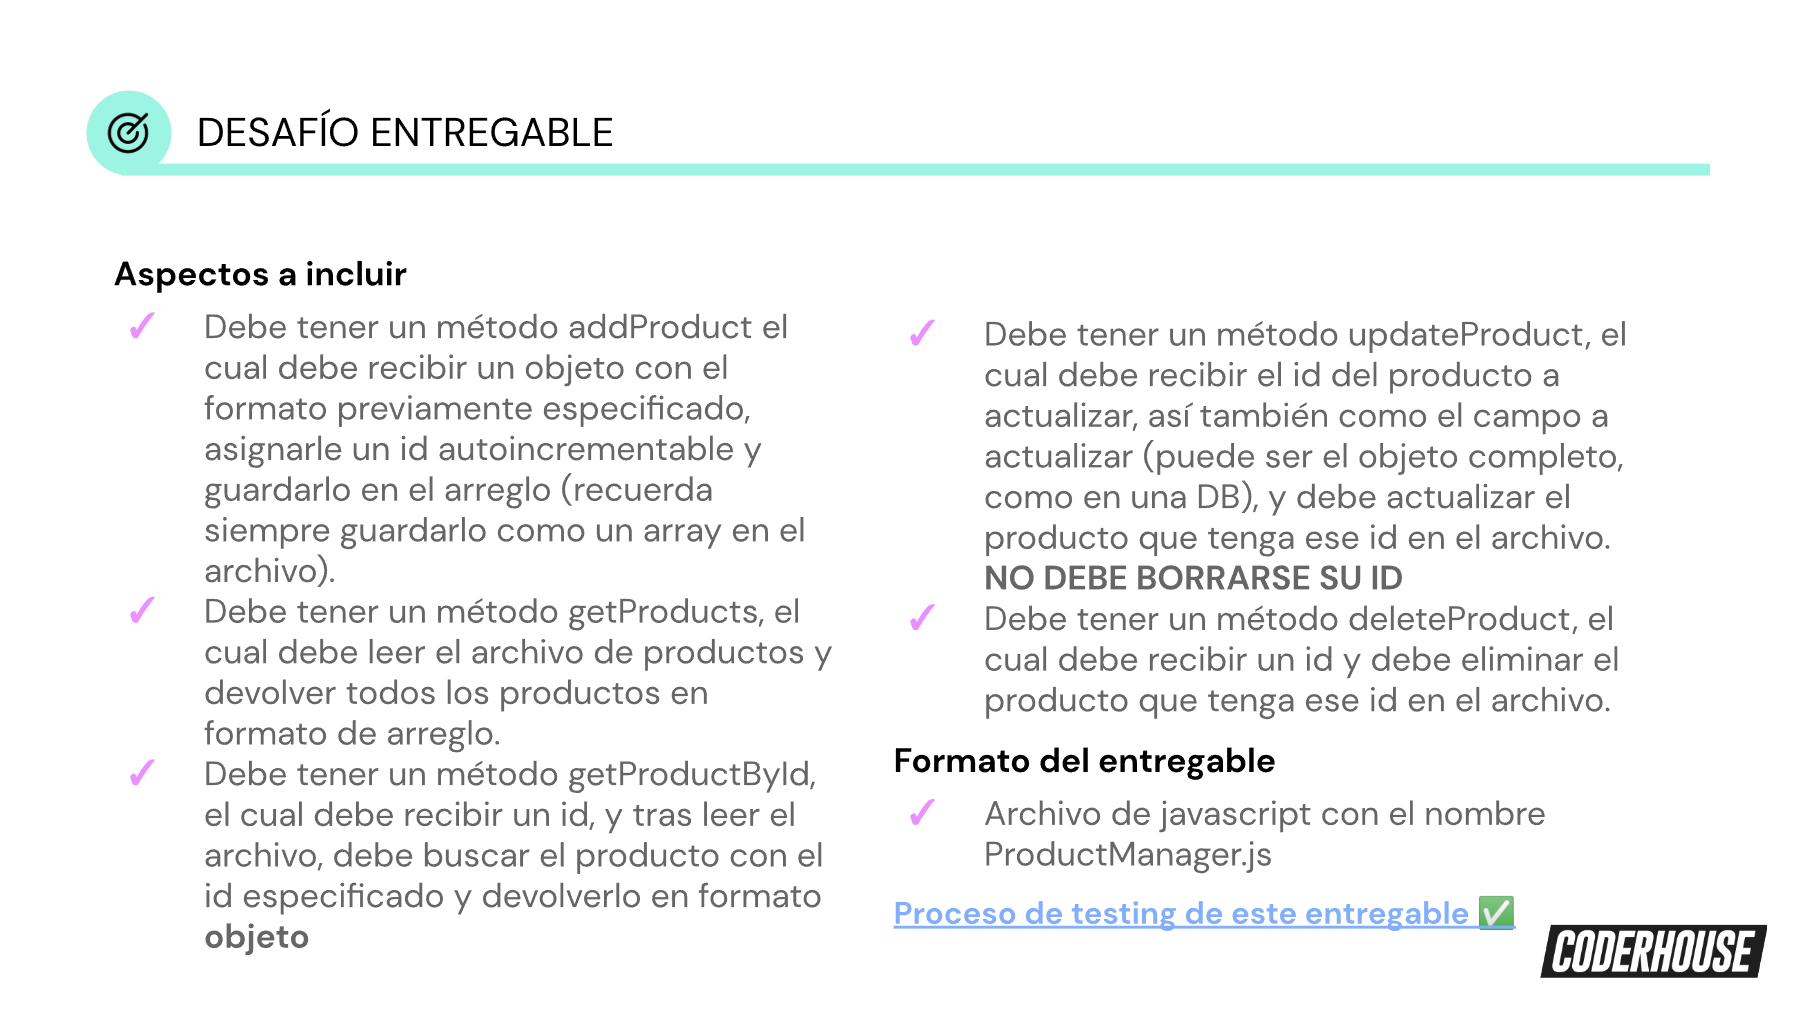 DESAFÍO ENTREGABLE
Aspectos a incluir
✓ Debe tener un método addProduct el
cual debe recibir un objeto con el
formato previamente especificado,
asignarle un id autoincrementable y
guardarlo en el arreglo (recuerda
siempre guardarlo como un array en el
archivo).
✓ Debe tener un método getProducts, el
cual debe leer el archivo de productos y
devolver todos los productos en
formato de arreglo.
✓ Debe tener un método getProductById,
el cual debe recibir un id, y tras leer el
archivo, debe buscar el producto con el
id especificado y devolverlo en formato
objeto
✓ Debe tener un método updateProduct, el
cual debe recibir el id del producto a
actualizar, así también como el campo a
actualizar (puede ser el objeto completo,
como en una DB), y debe actualizar el
producto que tenga ese id en el archivo.
NO DEBE BORRARSE SU ID
✓ Debe tener un método deleteProduct, el
cual debe recibir un id y debe eliminar el
producto que tenga ese id en el archivo.
Formato del entregable
✓ Archivo de javascript con el nombre
ProductManager.js
Proceso de testing de este entregable ✅
CODERHOUSE